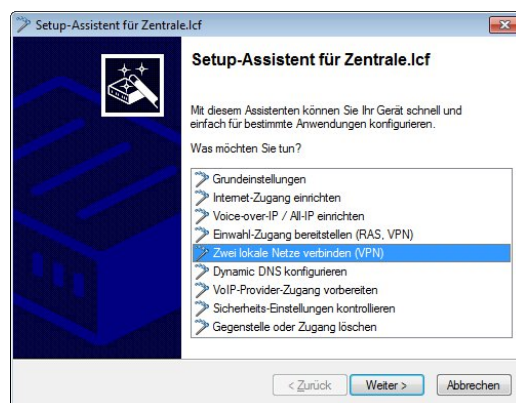 Setup-Assistent für Zentrale.lcf
Setup-Assistent für Zentrale.lcf
Mit diesem Assistenten können Sie Ihr Gerät schnell und
einfach für bestimmte Anwendungen konfigurieren.
Was möchten Sie tun?
Grundeinstellungen
Internet-Zugang einrichten
Voice-over-IP / All-IP einrichten
Einwahl-Zugang bereitstellen (RAS, VPN)
Zwei lokale Netze verbinden (VPN)
Dynamic DNS konfigurieren
VoIP-Provider-Zugang vorbereiten
Sicherheits-Einstellungen kontrollieren
Gegenstelle oder Zugang löschen
< Zurück
Weiter >
Abbrechen